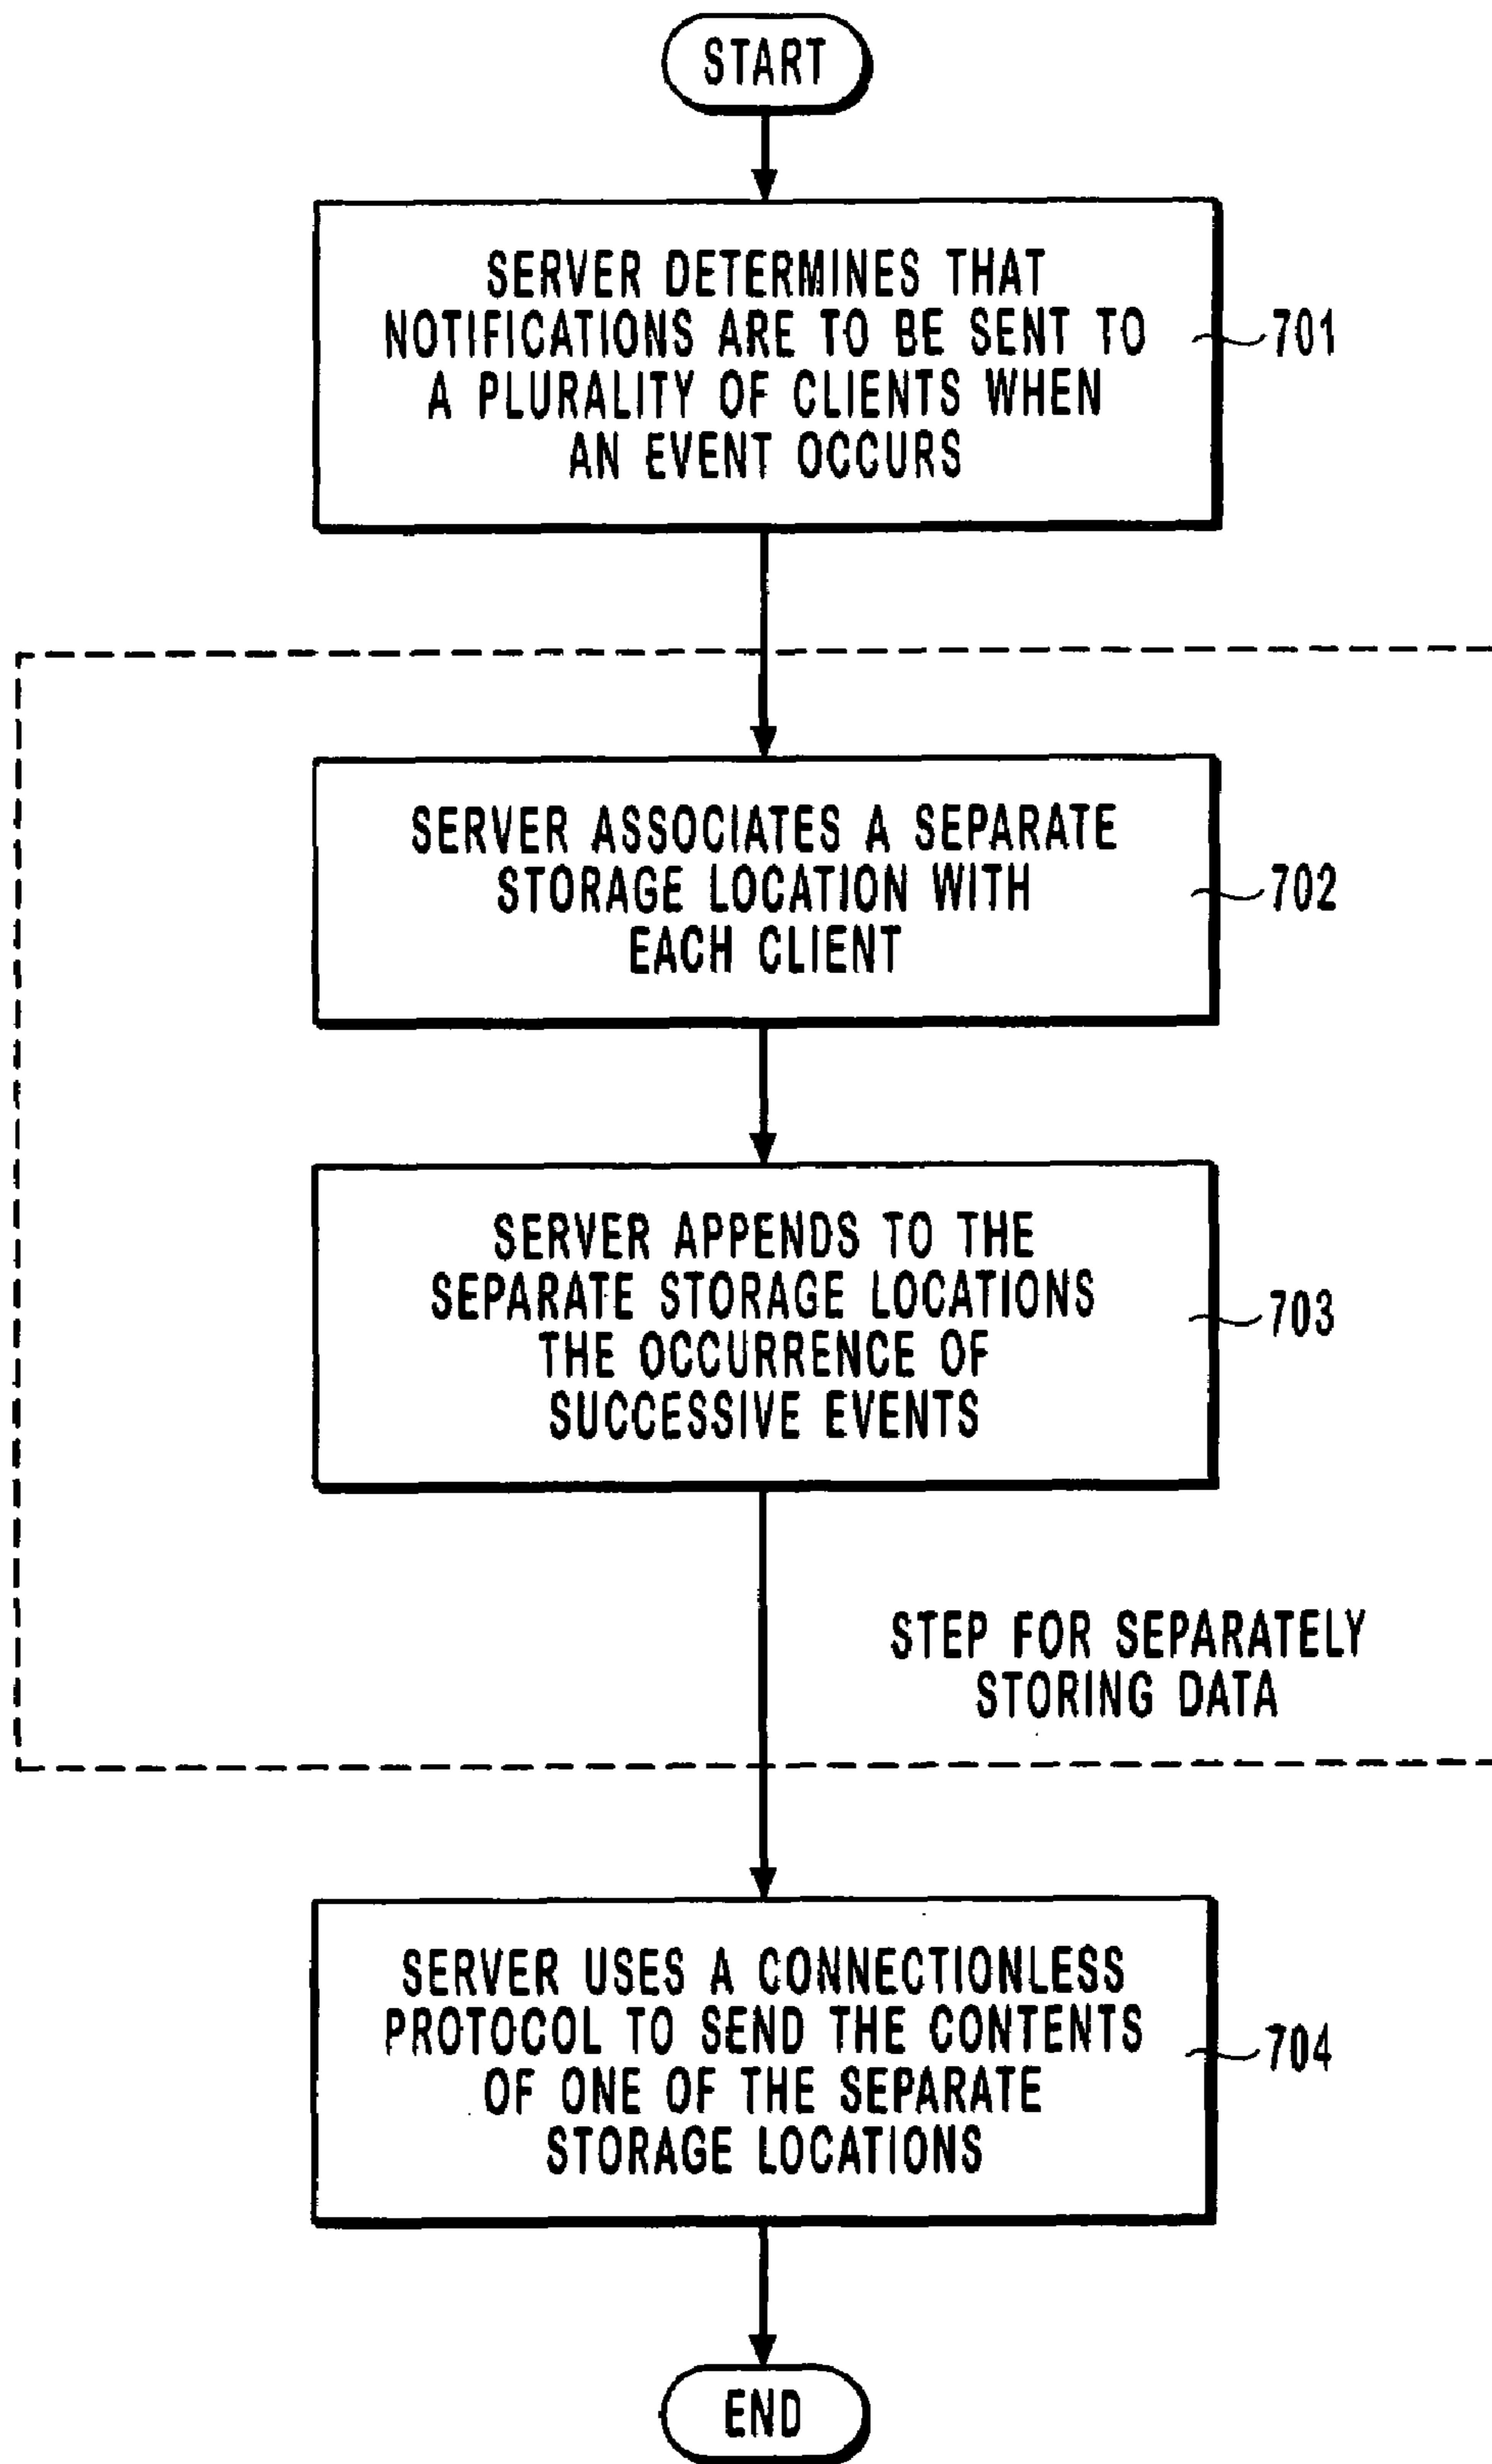 START
SERVER DETERMINES THAT
NOTIFICATIONS ARE TO BE SENT TO
A PLURALITY OF CLIENTS WHEN
AN EVENT OCCURS
701
SERVER ASSOCIATES A SEPARATE
STORAGE LOCATION WITH
EACH CLIENT
702
SERVER APPENDS TO THE
SEPARATE STORAGE LOCATIONS
THE OCCURRENCE OF
SUCCESSIVE EVENTS
703
STEP FOR SEPARATELY
STORING DATA
SERVER USES A CONNECTIONLESS
PROTOCOL TO SEND THE CONTENTS
OF ONE OF THE SEPARATE
STORAGE LOCATIONS
704
END